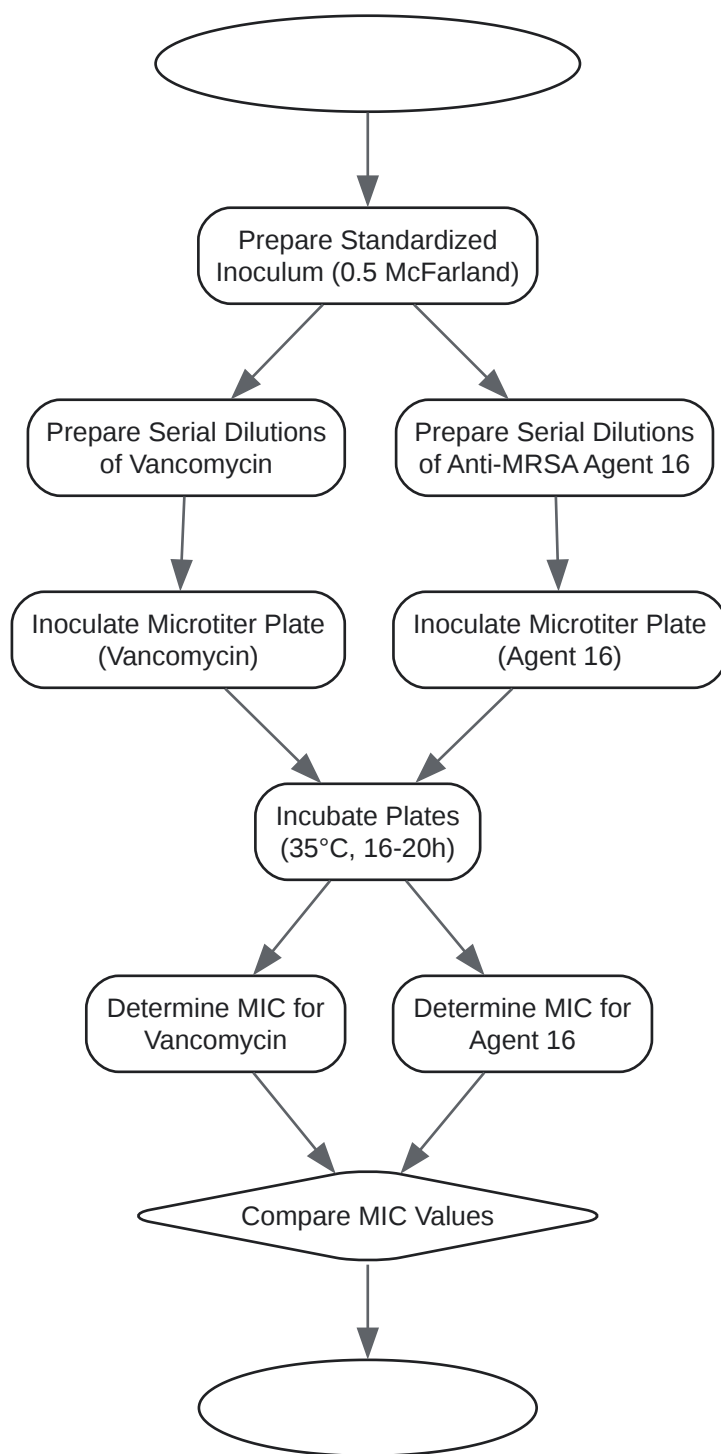 Prepare Standardized
Inoculum (0.5 McFarland)
Prepare Serial Dilutions
of Vancomycin
Prepare Serial Dilutions
of Anti-MRSA Agent 16
Inoculate Microtiter Plate
(Vancomycin)
Inoculate Microtiter Plate
(Agent 16)
Incubate Plates
(35°C, 16-20h)
Determine MIC for
Vancomycin
Determine MIC for
Agent 16
Compare MIC Values